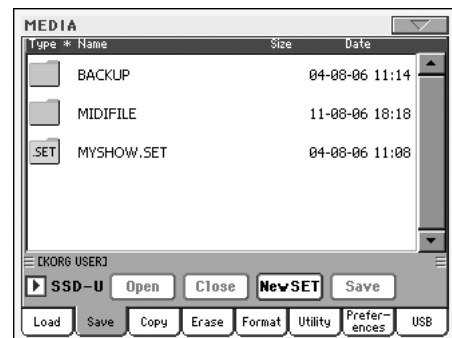 MEDIA
Type * Name Size Date
BACKUP 04-08-06 11:14
MIDIFILE 11-08-06 18:18
.SET MYSHOW.SET 04-08-06 11:08
[KORG USER]
SSD-U Open Close New SET Save
Load Save Copy Erase Format Utility Prefer-ences USB